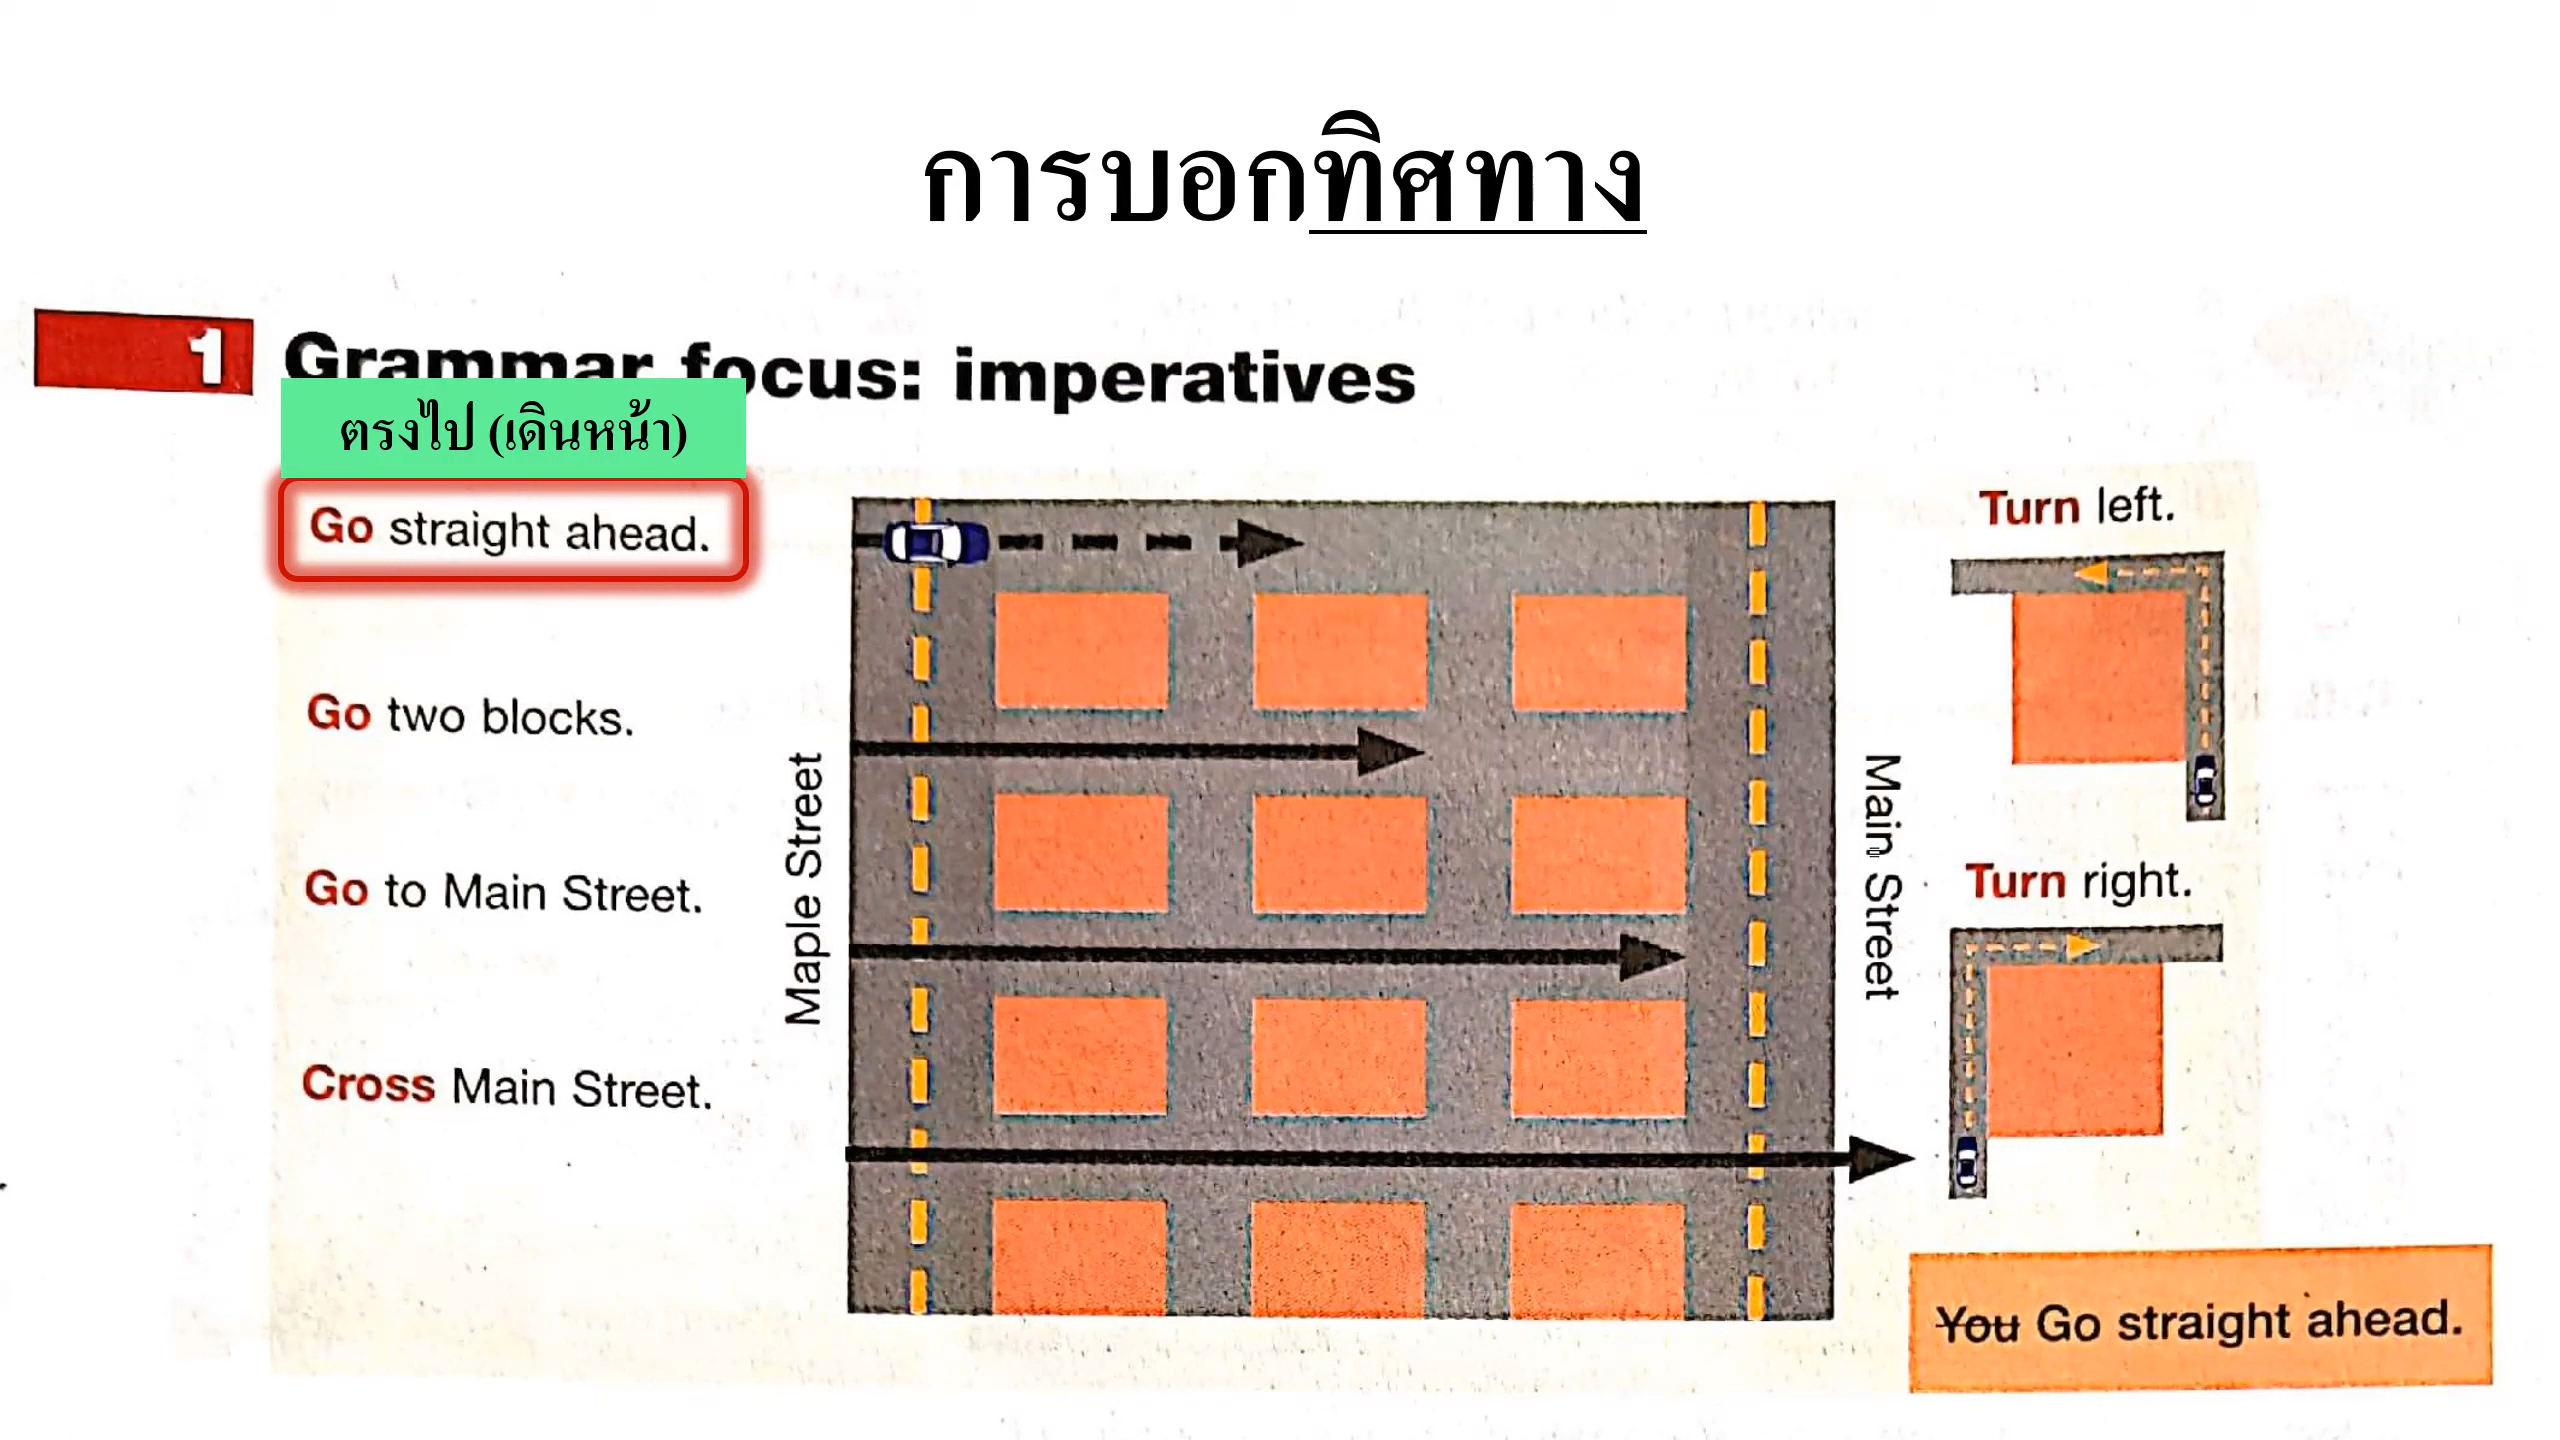 การบอกทิศทาง
1 Grammar focus: imperatives
ตรงไป (เดินหน้า)
Go straight ahead.
Go two blocks.
Go to Main Street.
Cross Main Street.
Maple Street
Main Street
Turn left.
Turn right.
You Go straight ahead.